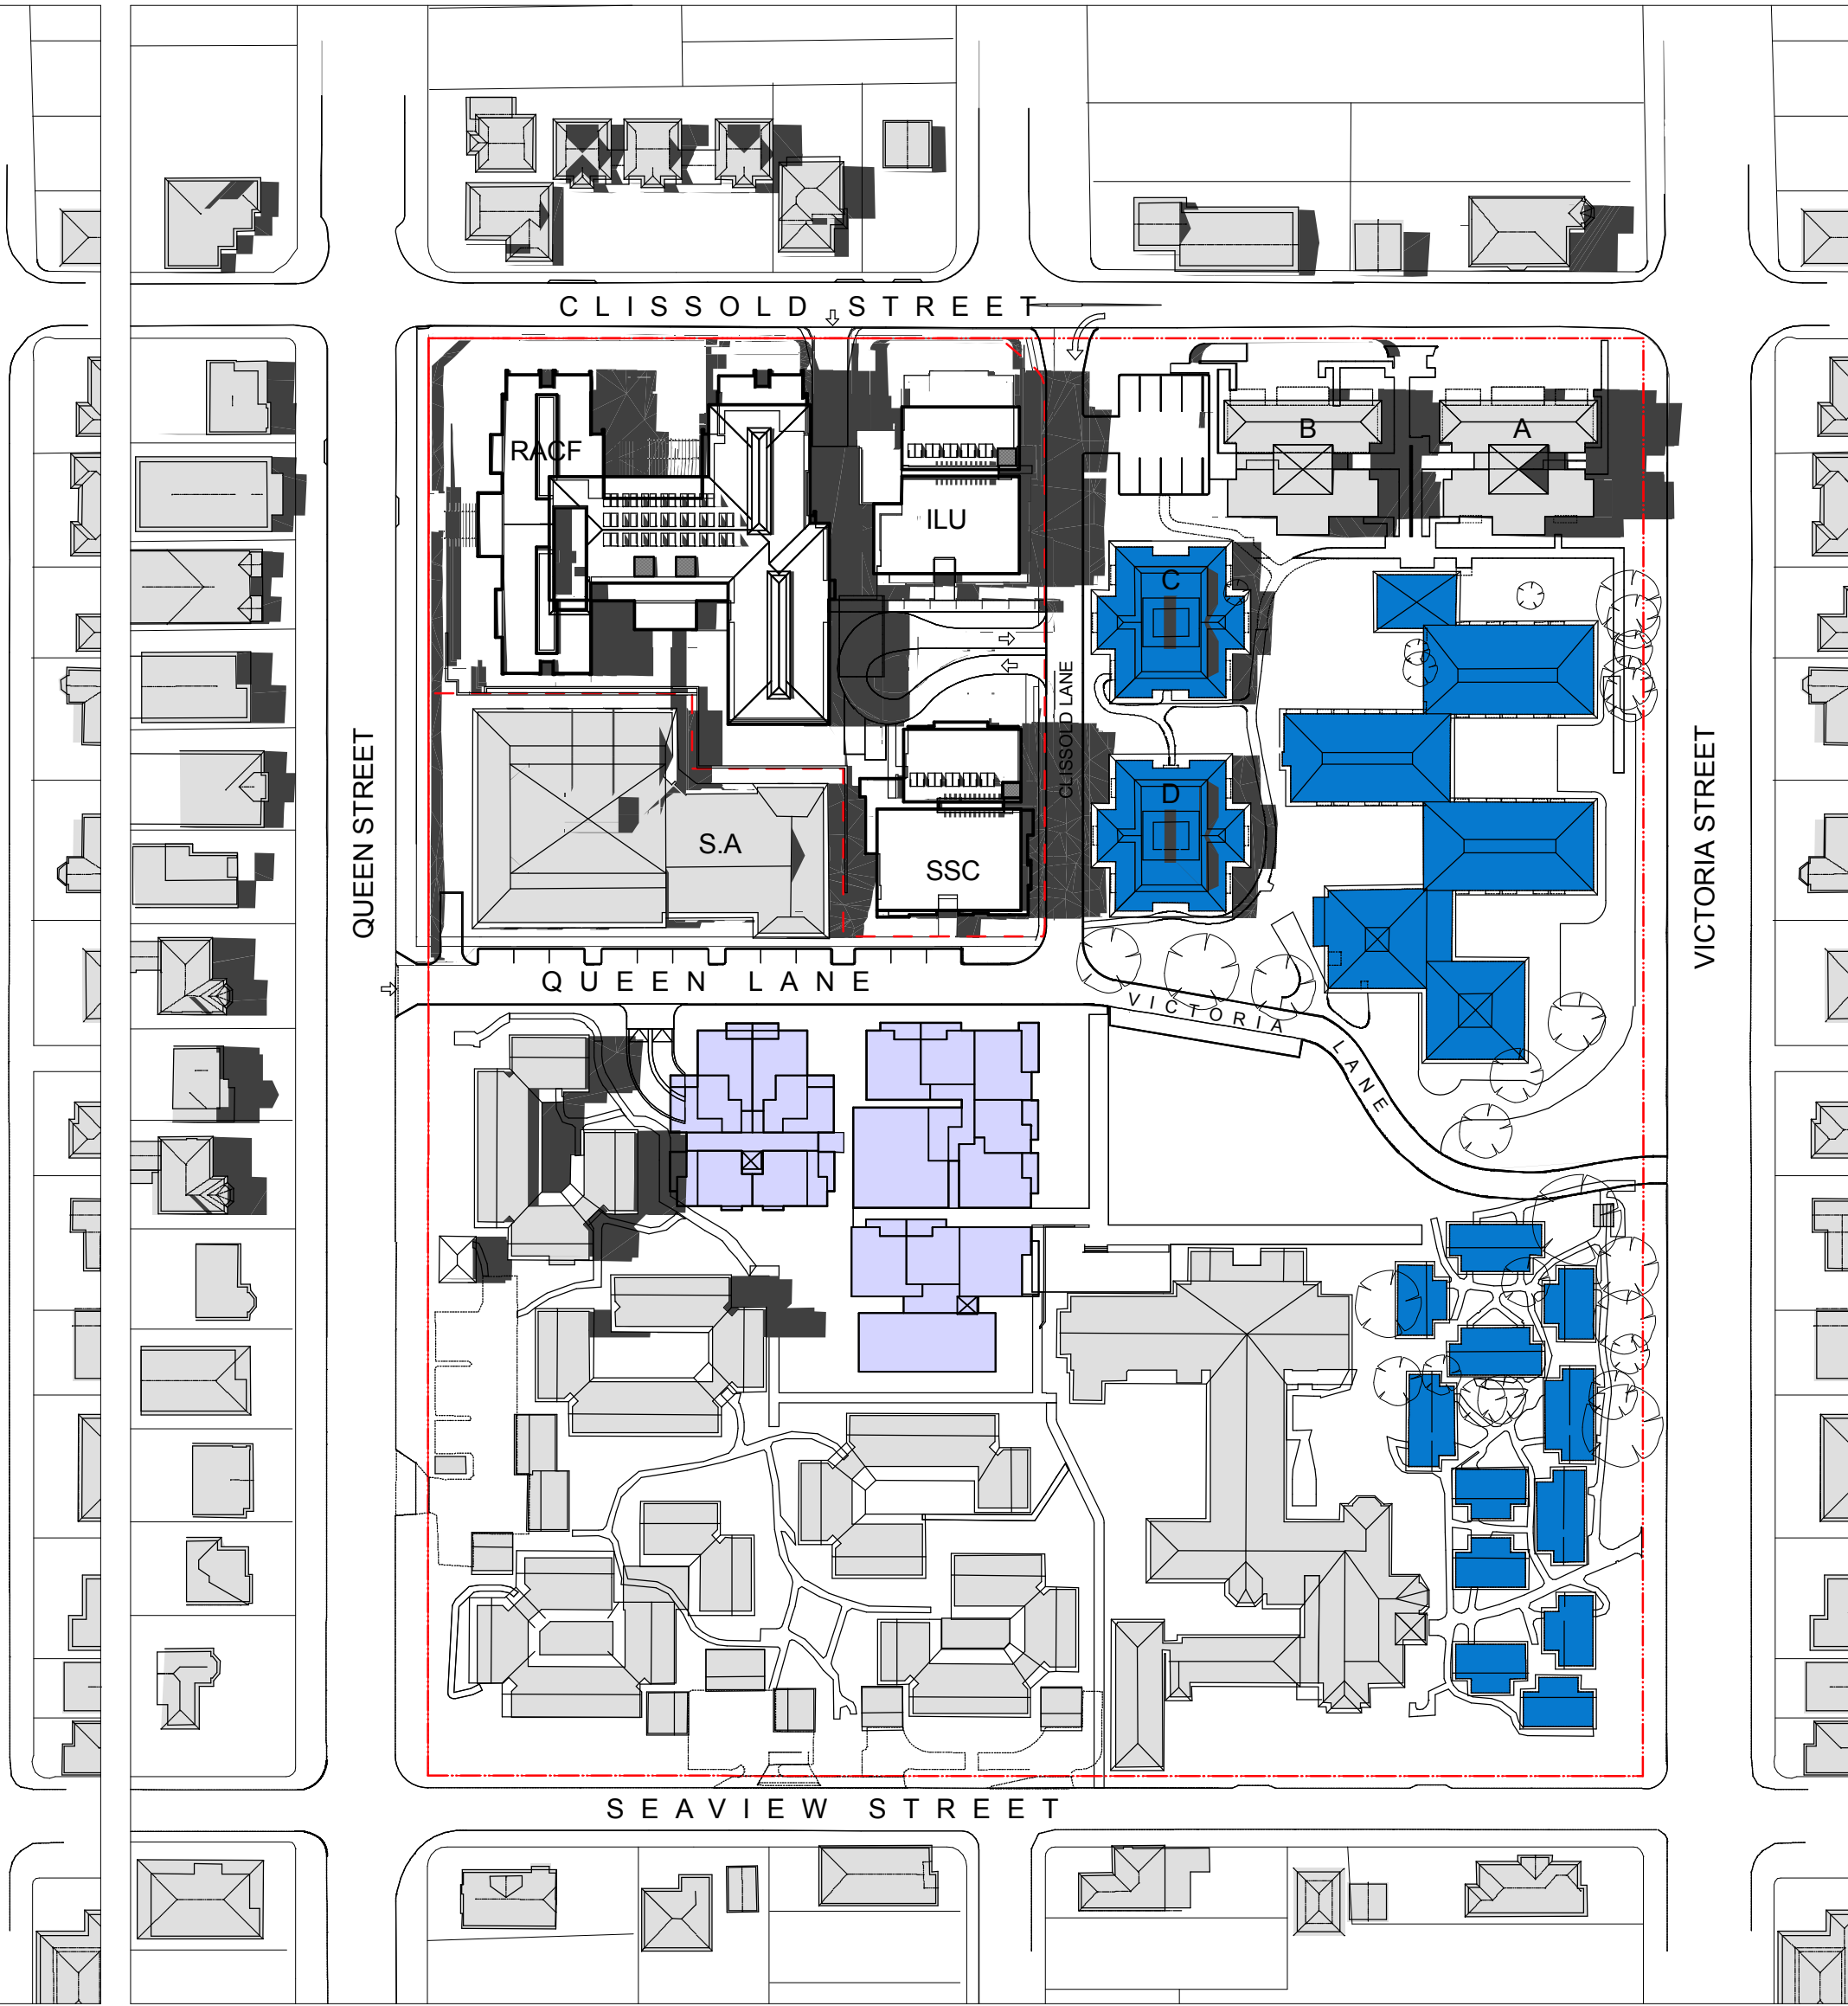 CLISSOLD STREET
B
A
RACF
ILU
C
CLISSOLD LANE
QUEEN STREET
VICTORIA STREET
D
S.A
SSC
QUEEN LANE
VICTORIA LANE
SEAVIEW STREET